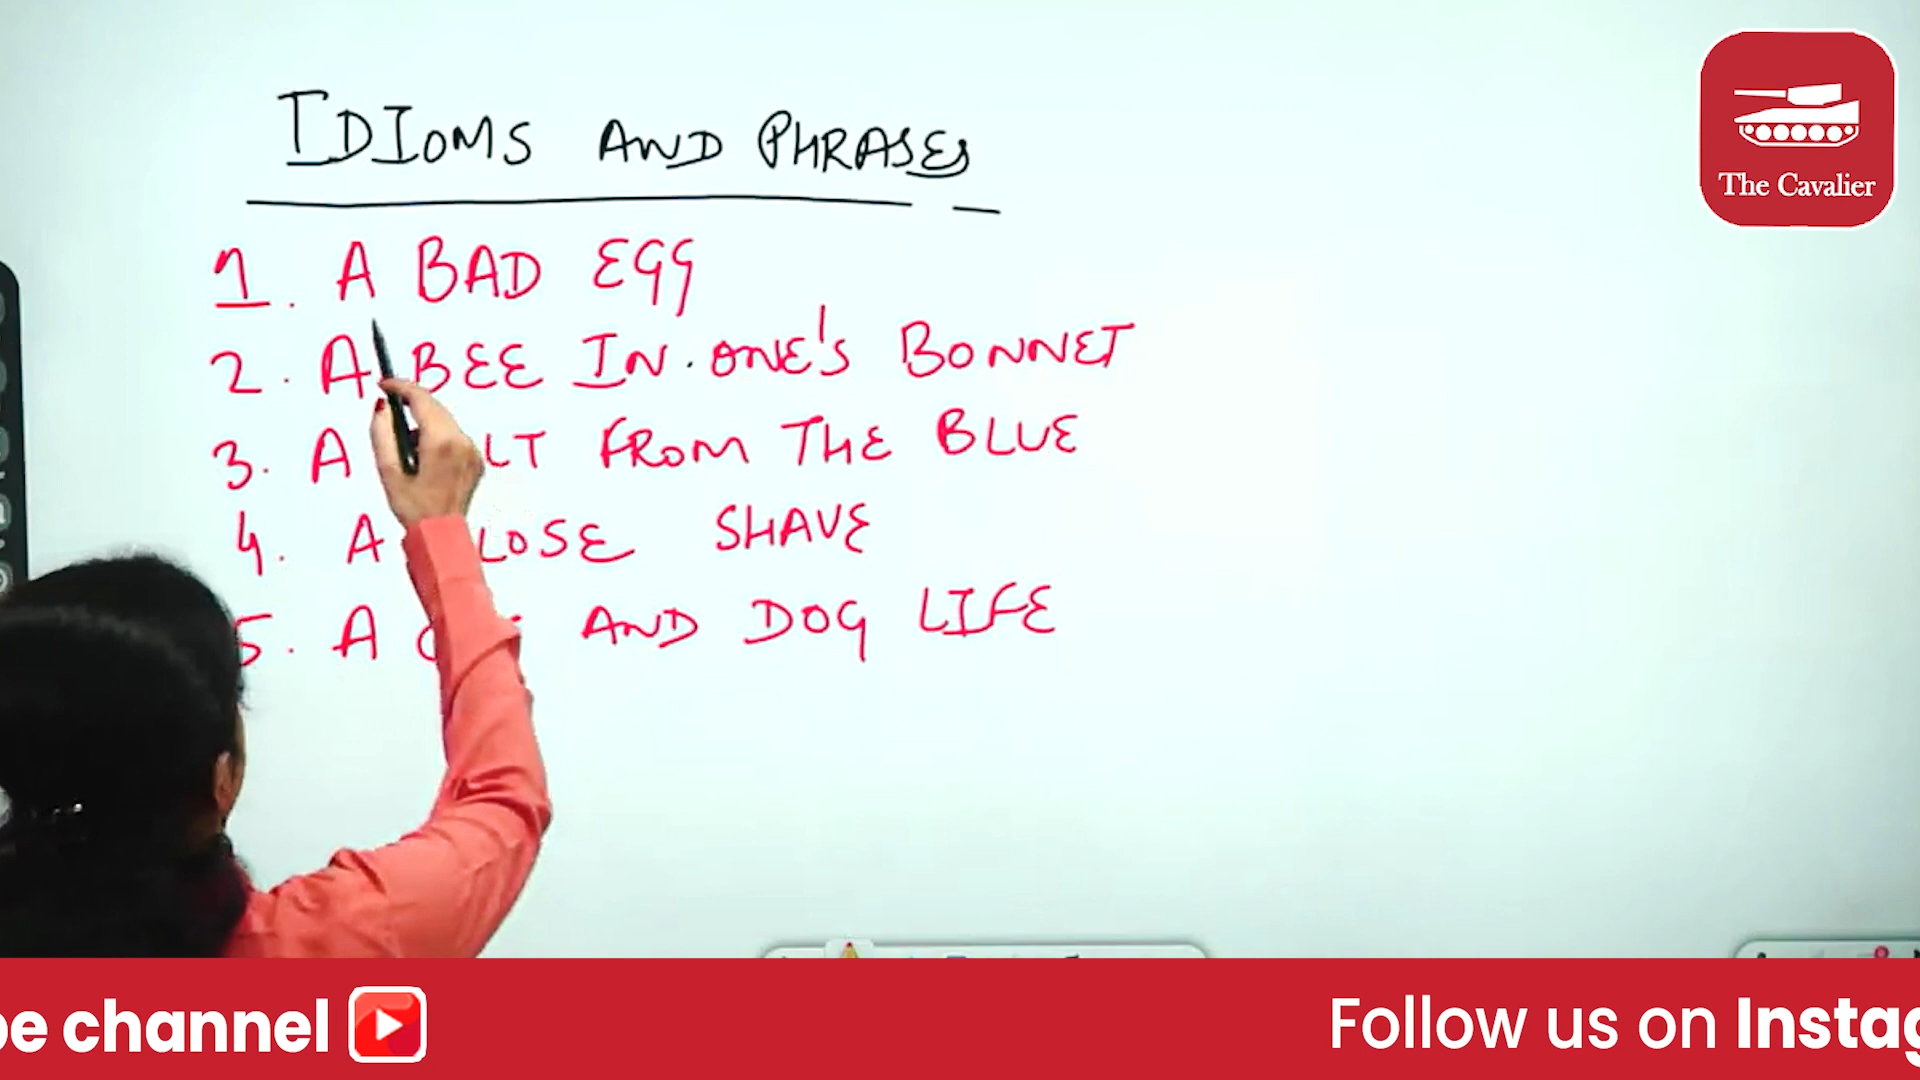 IDIOMS AND PHRASES
1. A BAD EGG
2. A BEE IN ONE'S BONNET
3. A LT FROM THE BLUE
4. A LOSE SHAVE
5. A AND DOG LIFE
The Cavalier
be channel
Follow us on Instag